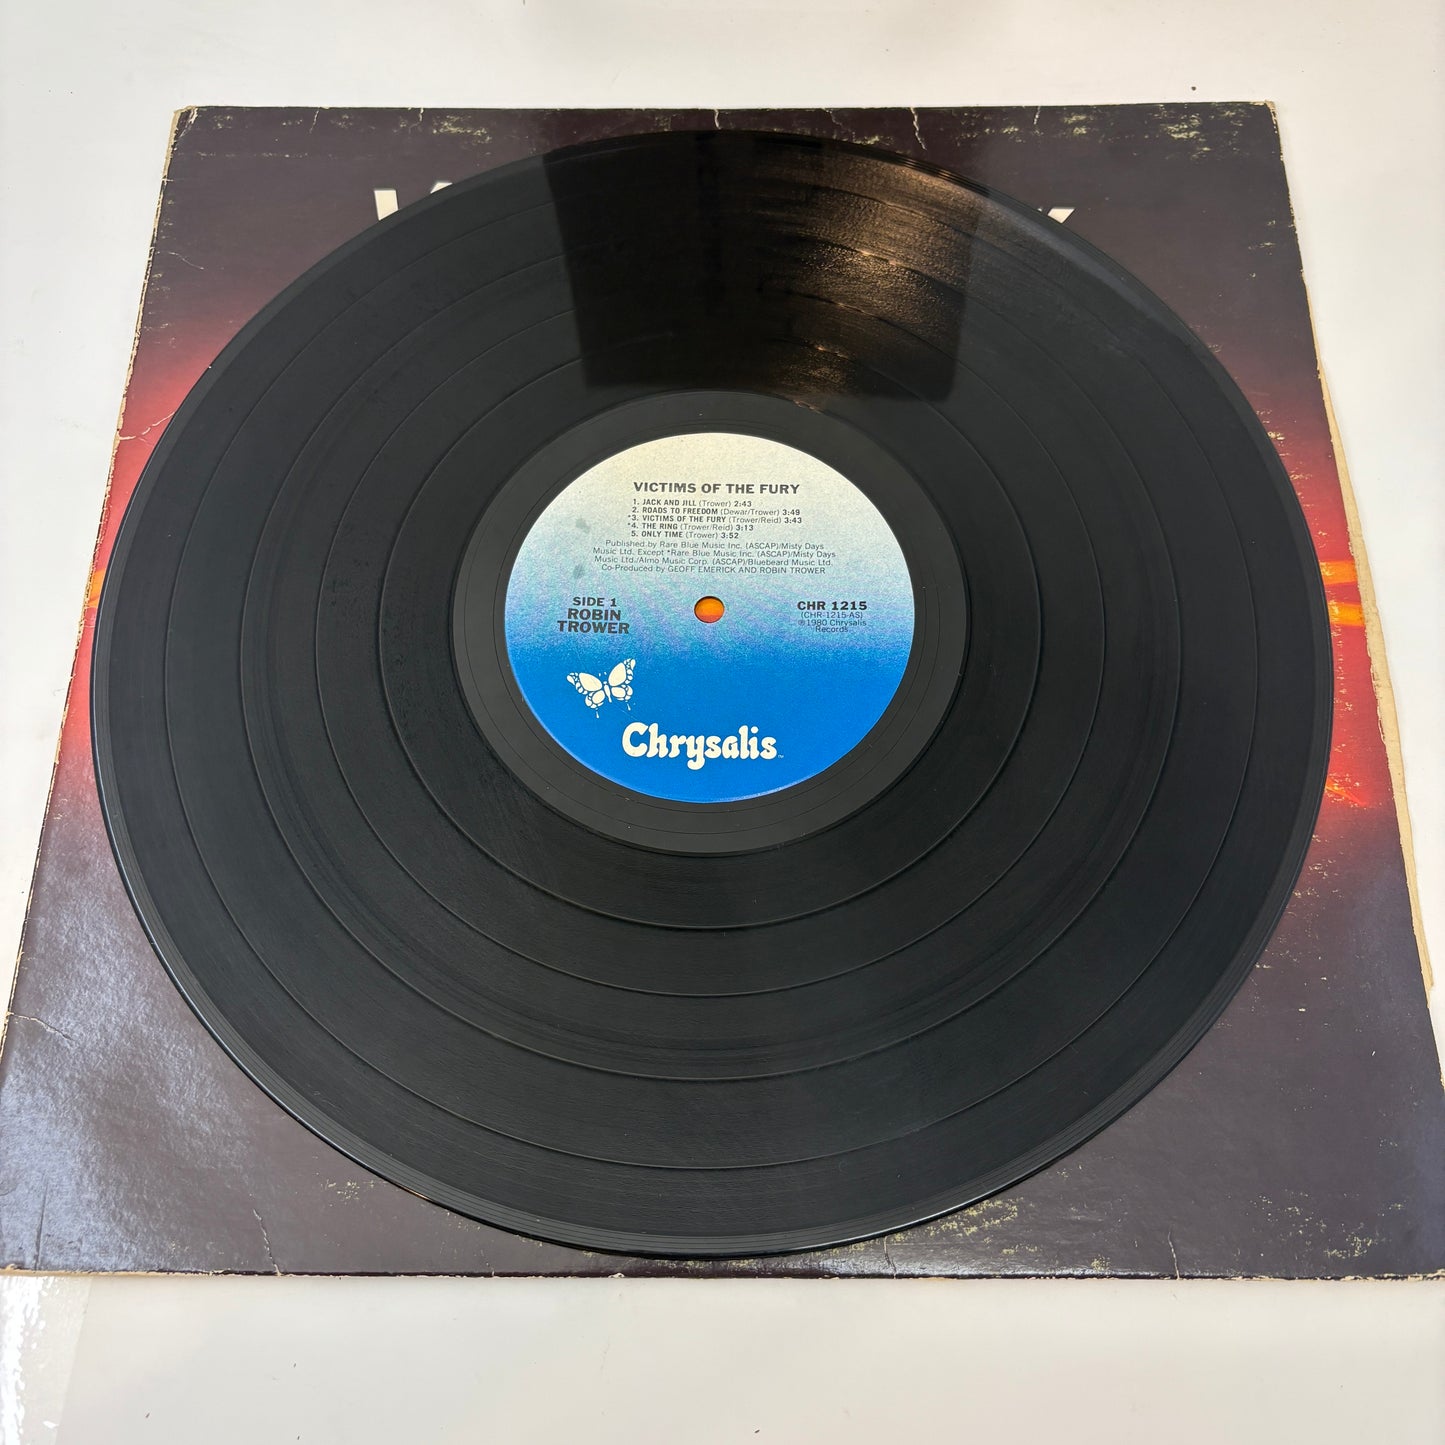 VICTIMS OF THE FURY
1. JACK AND JILL (Trower) 2:43
2. ROADS TO FREEDOM (Dewar/Trower) 3:49
*3. VICTIMS OF THE FURY (Trower/Reid) 3:43
*4. THE RING (Trower/Reid) 3:13
5. ONLY TIME (Trower) 3:52
Published by Rare Blue Music Inc. (ASCAP)/Misty Days
Music Ltd. Except *Rare Blue Music Inc. (ASCAP)/Misty Days
Music Ltd./Almo Music Corp. (ASCAP)/Bluebeard Music Ltd.
Co-Produced by GEOFF EMERICK AND ROBIN TROWER
SIDE 1
ROBIN
TROWER
CHR 1215
(CHR-1215-AS)
℗1980 Chrysalis
Records
Chrysalis™